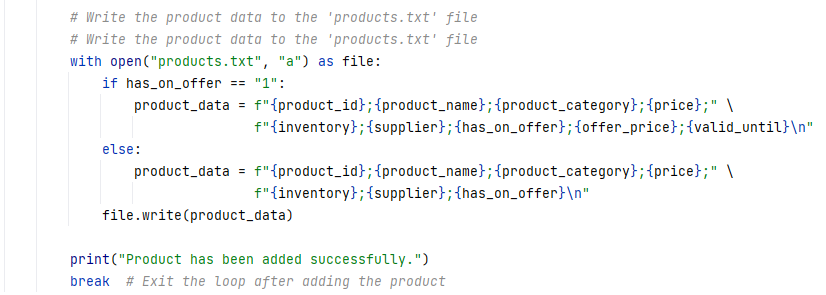 # Write the product data to the 'products.txt' file
# Write the product data to the 'products.txt' file
with open("products.txt", "a") as file:
    if has_on_offer == "1":
        product_data = f"{product_id};{product_name};{product_category};{price};" \
                       f"{inventory};{supplier};{has_on_offer};{offer_price};{valid_until}\n"
    else:
        product_data = f"{product_id};{product_name};{product_category};{price};" \
                       f"{inventory};{supplier};{has_on_offer}\n"
    file.write(product_data)

print("Product has been added successfully.")
break  # Exit the loop after adding the product